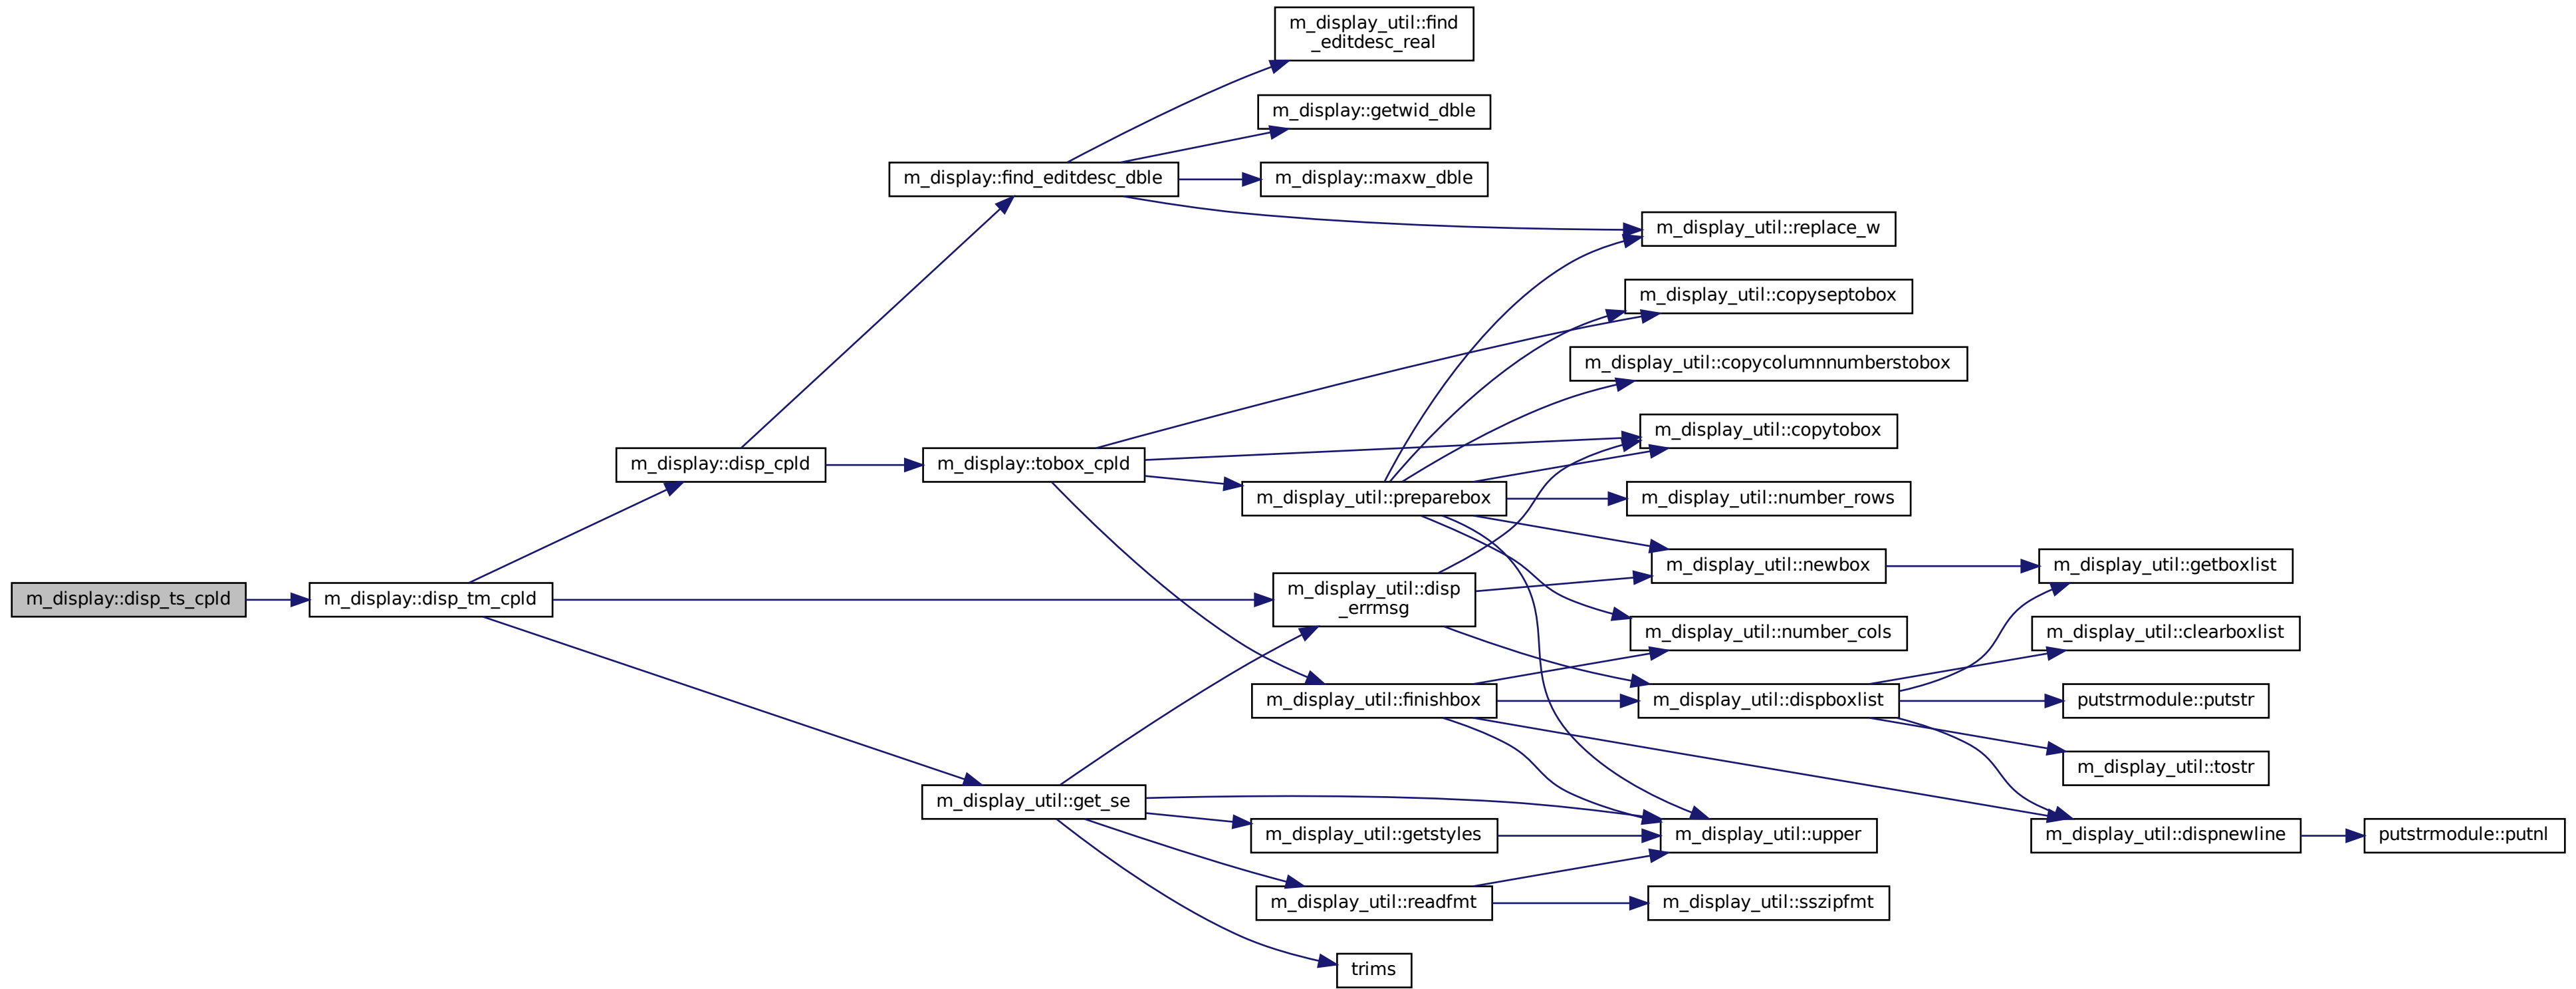 m_display_util::find
_editdesc_real
m_display::getwid_dble
m_display::find_editdesc_dble
m_display::maxw_dble
m_display_util::replace_w
m_display_util::copyseptobox
m_display_util::copycolumnnumberstobox
m_display_util::copytobox
m_display::disp_cpld
m_display::tobox_cpld
m_display_util::preparebox
m_display_util::number_rows
m_display_util::newbox
m_display_util::getboxlist
m_display::disp_ts_cpld
m_display::disp_tm_cpld
m_display_util::disp
_errmsg
m_display_util::number_cols
m_display_util::clearboxlist
m_display_util::finishbox
m_display_util::dispboxlist
putstrmodule::putstr
m_display_util::tostr
m_display_util::get_se
m_display_util::getstyles
m_display_util::upper
m_display_util::dispnewline
putstrmodule::putnl
m_display_util::readfmt
m_display_util::sszipfmt
trims